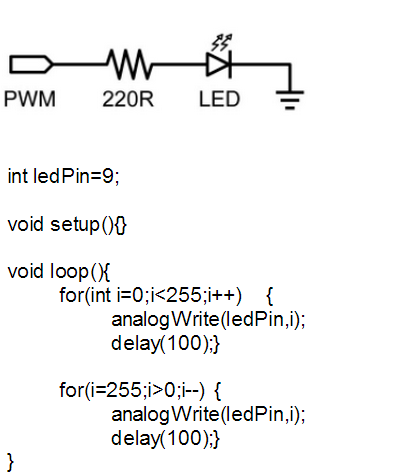 PWM 220R LED
int ledPin=9;
void setup(){}
void loop(){
for(int i=0;i<255;i++) {
analogWrite(ledPin,i);
delay(100);}
for(i=255;i>0;i--) {
analogWrite(ledPin,i);
delay(100);}
}